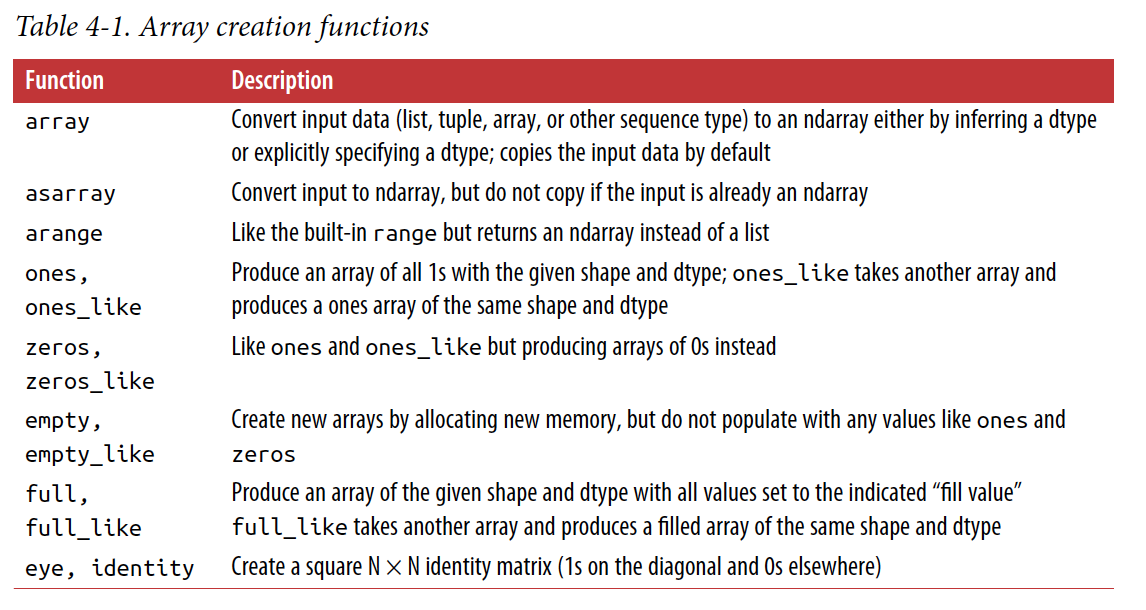 Table 4-1. Array creation functions
Function Description
array Convert input data (list, tuple, array, or other sequence type) to an ndarray either by inferring a dtype
or explicitly specifying a dtype; copies the input data by default
asarray Convert input to ndarray, but do not copy if the input is already an ndarray
arange Like the built-in range but returns an ndarray instead of a list
ones, Produce an array of all 1s with the given shape and dtype; ones_like takes another array and
ones_like produces a ones array of the same shape and dtype
zeros, Like ones and ones_like but producing arrays of 0s instead
zeros_like
empty, Create new arrays by allocating new memory, but do not populate with any values like ones and
empty_like zeros
full, Produce an array of the given shape and dtype with all values set to the indicated “fill value”
full_like full_like takes another array and produces a filled array of the same shape and dtype
eye, identity Create a square N × N identity matrix (1s on the diagonal and 0s elsewhere)